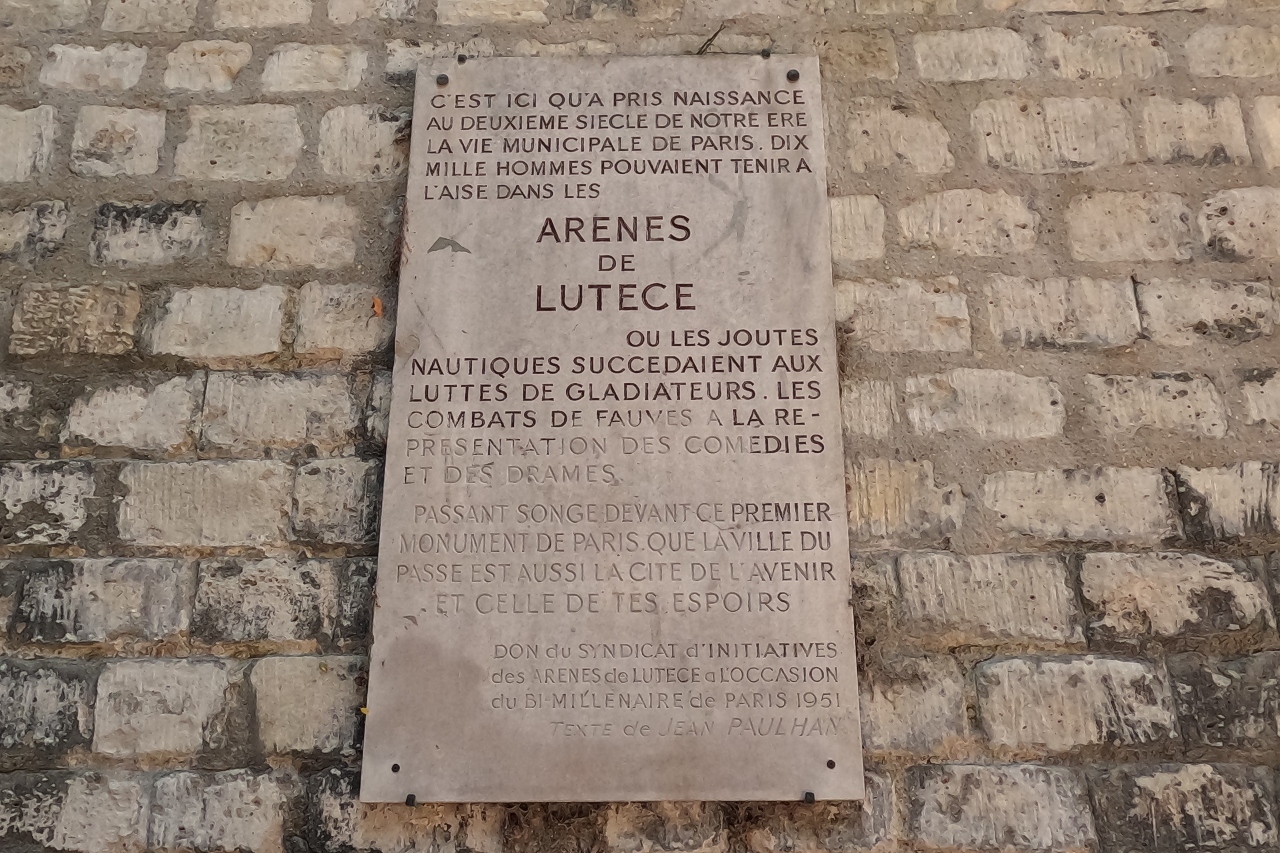 C'EST ICI QU'A PRIS NAISSANCE
AU DEUXIEME SIECLE DE NOTRE ERE
LA VIE MUNICIPALE DE PARIS. DIX
MILLE HOMMES POUVAIENT TENIR A
L'AISE DANS LES
ARENES
DE
LUTECE
OU LES JOUTES
NAUTIQUES SUCCEDAIENT AUX
LUTTES DE GLADIATEURS. LES
COMBATS DE FAUVES A LA RE-
PRESENTATION DES COMEDIES
ET DES DRAMES.
PASSANT SONGE DEVANT CE PREMIER
MONUMENT DE PARIS. QUE LA VILLE DU
PASSE EST AUSSI LA CITE DE L'AVENIR
ET CELLE DE TES ESPOIRS
DON du SYNDICAT d'INITIATIVES
des ARENES de LUTECE a L'OCCASION
du BI-MILLENAIRE de PARIS 1951
TEXTE de JEAN PAULHAN